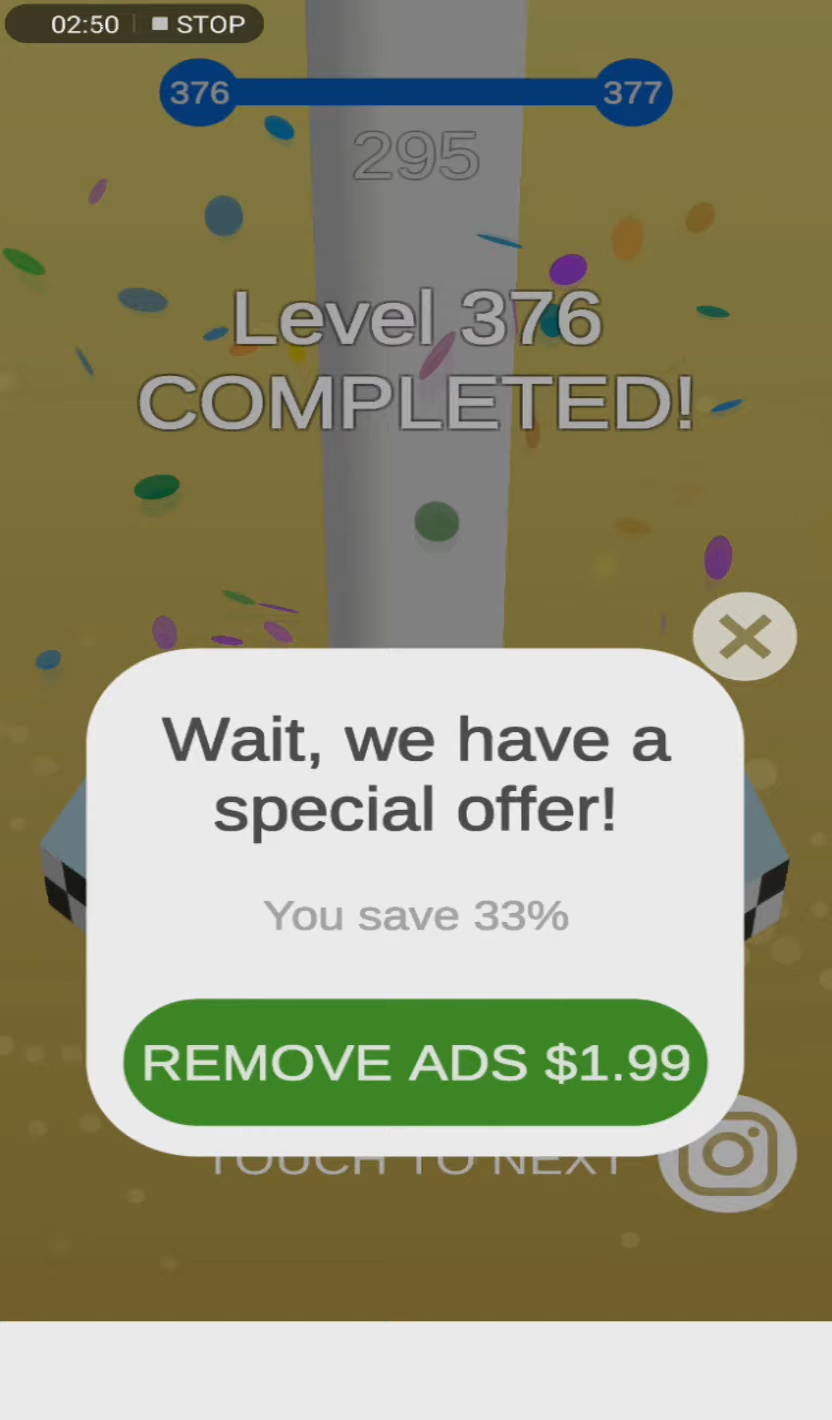 02:50 STOP
376 377
295
Level 376
COMPLETED!
Wait, we have a
special offer!
You save 33%
REMOVE ADS $1.99
TOUCH TO NEXT